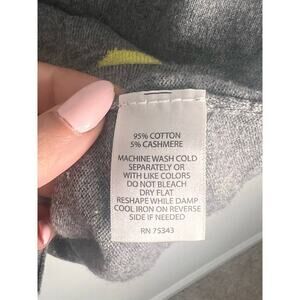 95% COTTON
5% CASHMERE
MACHINE WASH COLD
SEPARATELY OR
WITH LIKE COLORS
DO NOT BLEACH
DRY FLAT
RESHAPE WHILE DAMP
COOL IRON ON REVERSE
SIDE IF NEEDED
RN 75343